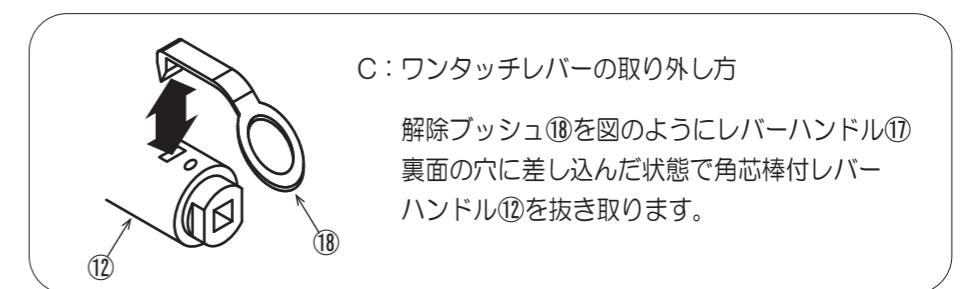 C：ワンタッチレバーの取り外し方
解除ブッシュ⑱を図のようにレバーハンドル⑰
裏面の穴に差し込んだ状態で角芯棒付レバー
ハンドル⑫を抜き取ります。
⑱
⑫